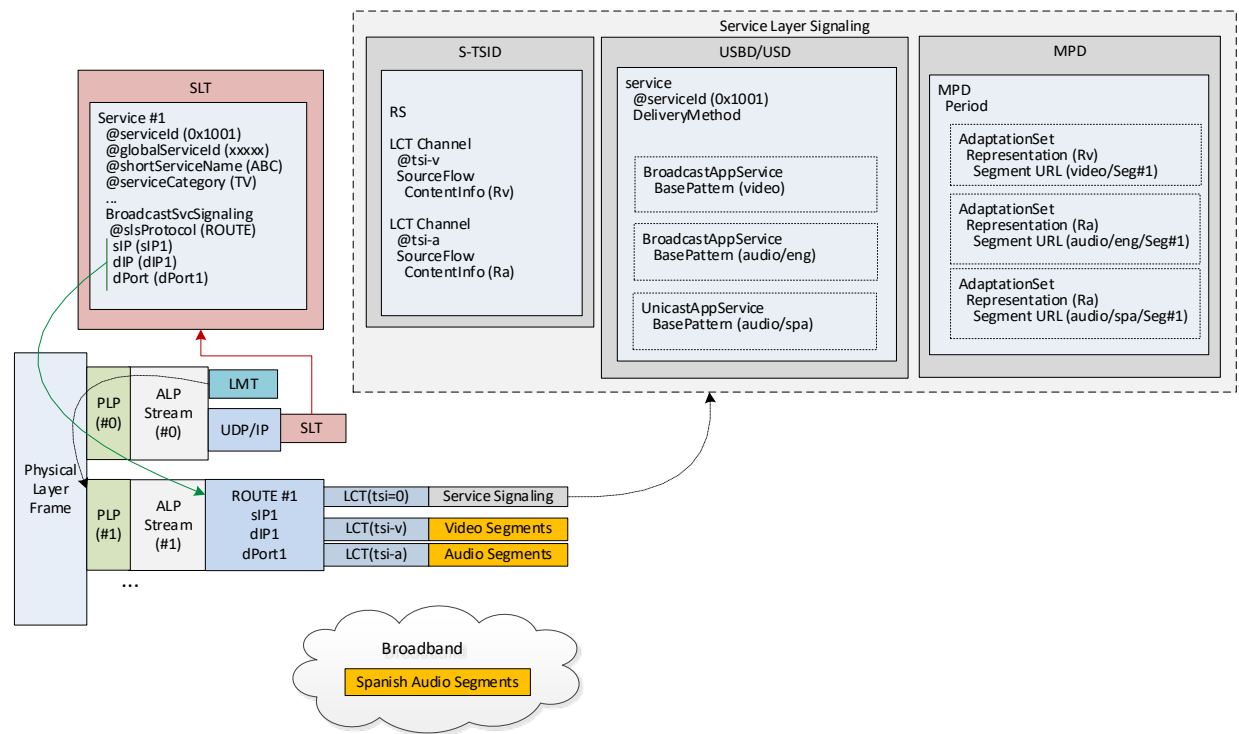 Service Layer Signaling
S-TSID
RS
LCT Channel
@tsi-v
SourceFlow
ContentInfo (Rv)
LCT Channel
@tsi-a
SourceFlow
ContentInfo (Ra)
USBD/USD
service
@serviceId (0x1001)
DeliveryMethod
BroadcastAppService
BasePattern (video)
BroadcastAppService
BasePattern (audio/eng)
UnicastAppService
BasePattern (audio/spa)
MPD
MPD
Period
AdaptationSet
Representation (Rv)
Segment URL (video/Seg#1)
AdaptationSet
Representation (Ra)
Segment URL (audio/eng/Seg#1)
AdaptationSet
Representation (Ra)
Segment URL (audio/spa/Seg#1)
SLT
Service #1
@serviceId (0x1001)
@globalServiceId (xxxxx)
@shortServiceName (ABC)
@serviceCategory (TV)
...
BroadcastSvcSignaling
@slsProtocol (ROUTE)
sIP (sIP1)
dIP (dIP1)
dPort (dPort1)
Physical
Layer
Frame
PLP
(#0)
ALP
Stream
(#0)
LMT
UDP/IP
SLT
PLP
(#1)
ALP
Stream
(#1)
ROUTE #1
sIP1
dIP1
dPort1
LCT(tsi=0)
Service Signaling
LCT(tsi-v)
Video Segments
LCT(tsi-a)
Audio Segments
...
Broadband
Spanish Audio Segments